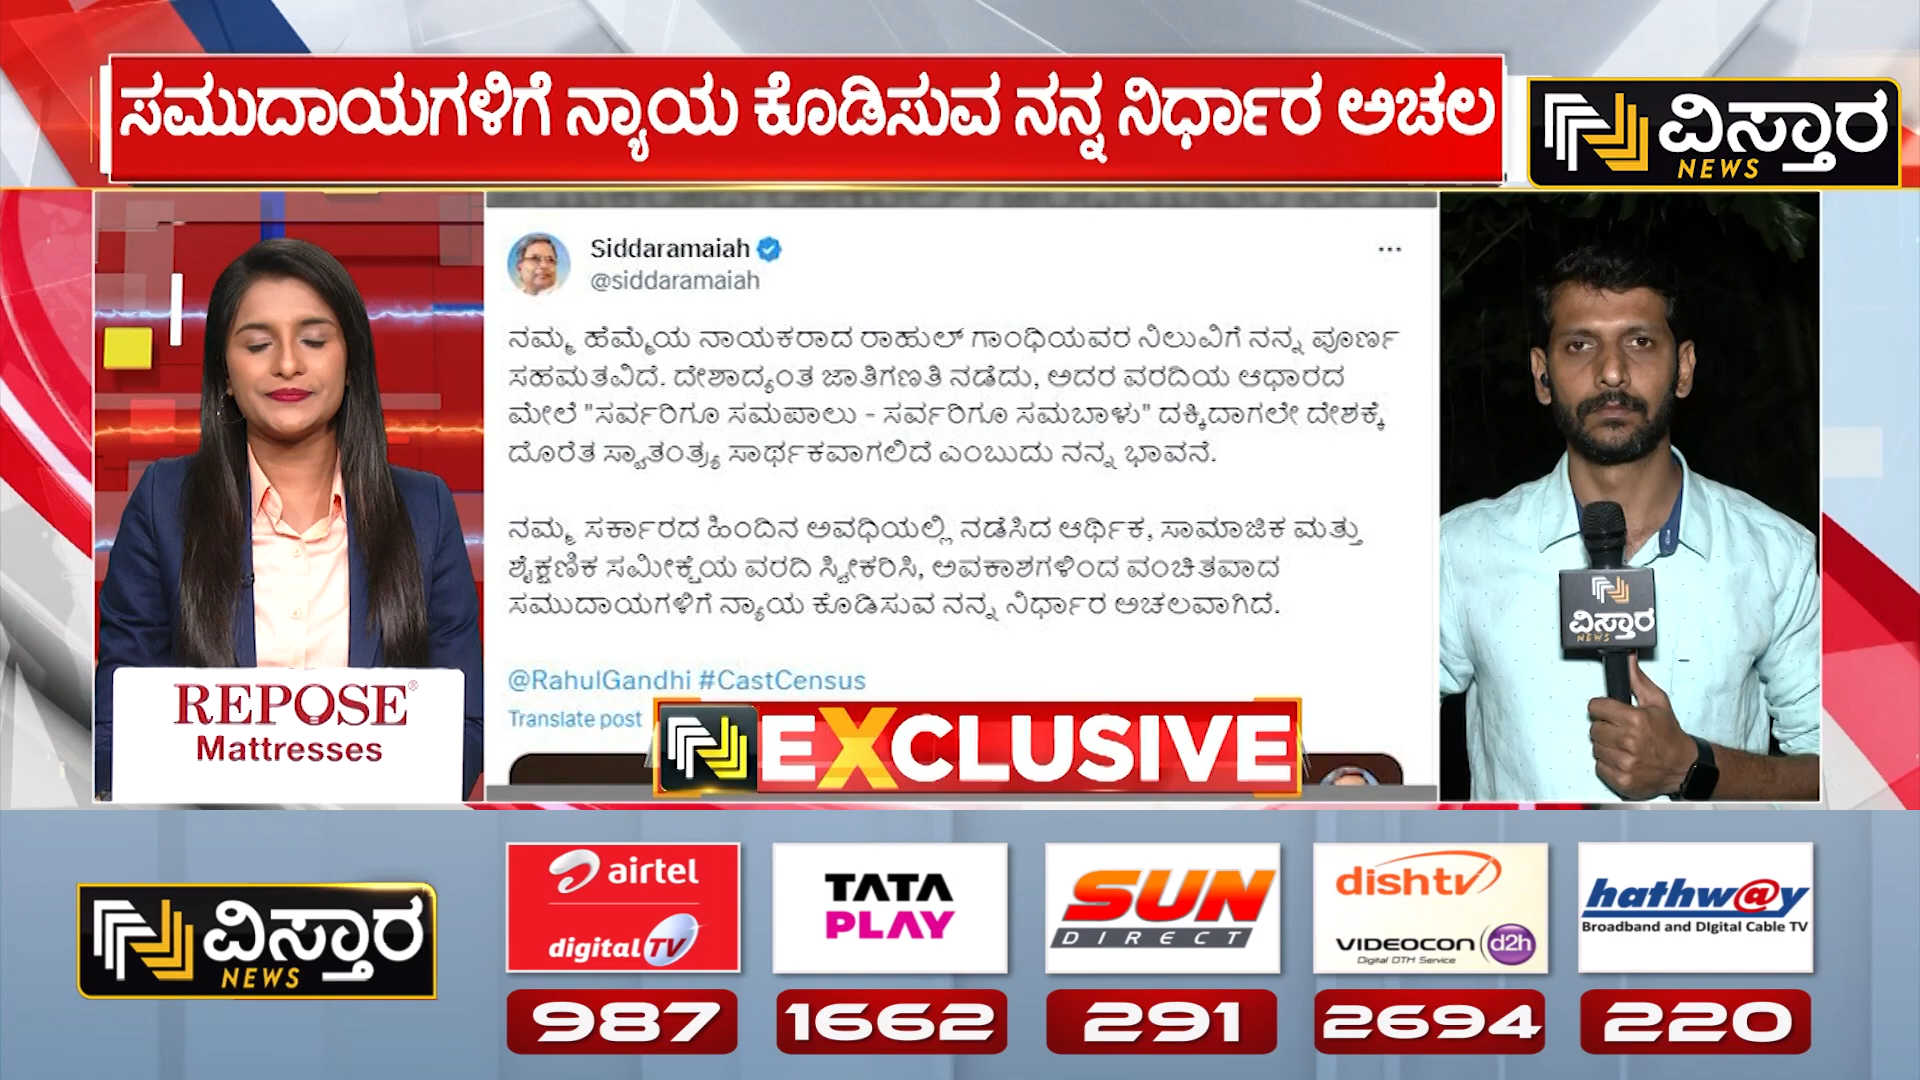 ಸಮುದಾಯಗಳಿಗೆ ನ್ಯಾಯ ಕೊಡಿಸುವ ನನ್ನ ನಿರ್ಧಾರ ಅಚಲ
ವಿಸ್ತಾರ
NEWS
Siddaramaiah
@siddaramaiah
ನಮ್ಮ ಹೆಮ್ಮೆಯ ನಾಯಕರಾದ ರಾಹುಲ್ ಗಾಂಧಿಯವರ ನಿಲುವಿಗೆ ನನ್ನ ಪೂರ್ಣ
ಸಹಮತವಿದೆ. ದೇಶಾದ್ಯಂತ ಜಾತಿಗಣತಿ ನಡೆದು, ಅದರ ವರದಿಯ ಆಧಾರದ
ಮೇಲೆ "ಸರ್ವರಿಗೂ ಸಮಪಾಲು - ಸರ್ವರಿಗೂ ಸಮಬಾಳು" ದಕ್ಕಿದಾಗಲೇ ದೇಶಕ್ಕೆ
ದೊರೆತ ಸ್ವಾತಂತ್ರ್ಯ ಸಾರ್ಥಕವಾಗಲಿದೆ ಎಂಬುದು ನನ್ನ ಭಾವನೆ.
ನಮ್ಮ ಸರ್ಕಾರದ ಹಿಂದಿನ ಅವಧಿಯಲ್ಲಿ ನಡೆಸಿದ ಆರ್ಥಿಕ, ಸಾಮಾಜಿಕ ಮತ್ತು
ಶೈಕ್ಷಣಿಕ ಸಮೀಕ್ಷೆಯ ವರದಿ ಸ್ವೀಕರಿಸಿ, ಅವಕಾಶಗಳಿಂದ ವಂಚಿತವಾದ
ಸಮುದಾಯಗಳಿಗೆ ನ್ಯಾಯ ಕೊಡಿಸುವ ನನ್ನ ನಿರ್ಧಾರ ಅಚಲವಾಗಿದೆ.
@RahulGandhi #CastCensus
Translate post
EXCLUSIVE
REPOSE®
Mattresses
ವಿಸ್ತಾರ
NEWS
ವಿಸ್ತಾರ
NEWS
airtel
digital TV
987
TATA
PLAY
1662
SUN
DIRECT
291
dishtv
VIDEOCON d2h
Digital DTH Service
2694
hathw@y
Broadband and Digital Cable TV
220